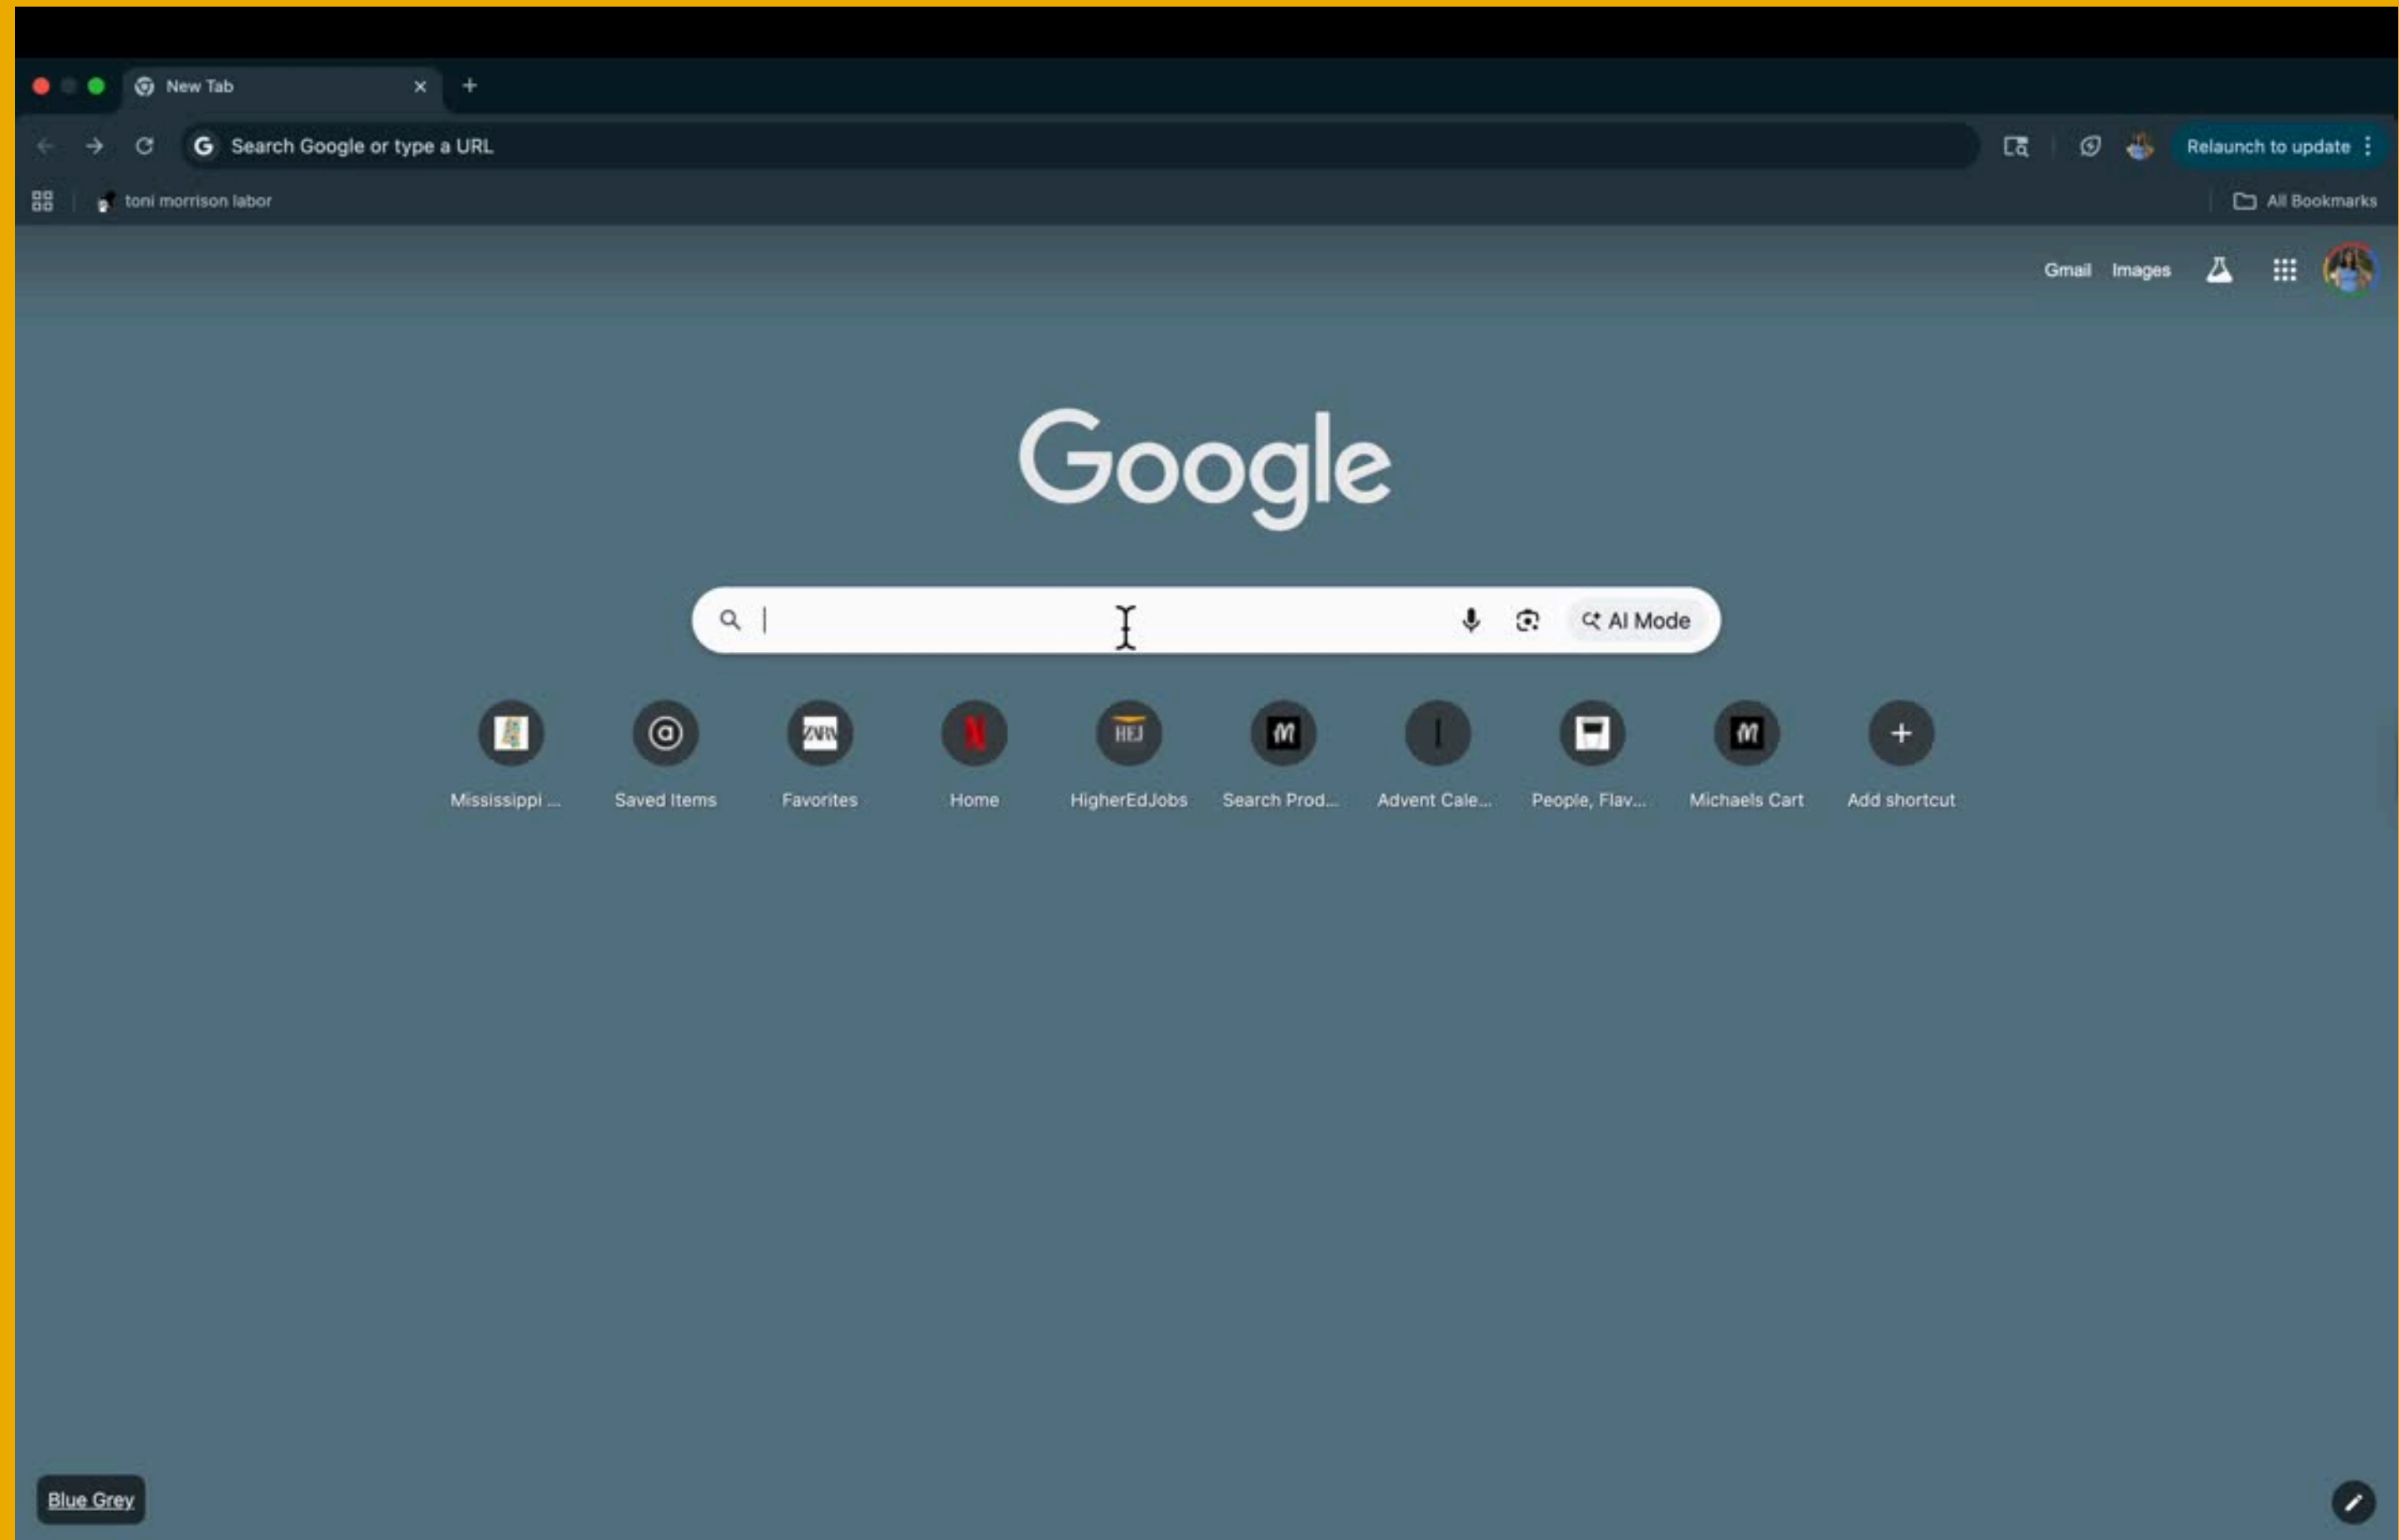 New Tab
Search Google or type a URL
Relaunch to update
toni morrison labor
All Bookmarks
Gmail Images
Google
AI Mode
ZARA
HEJ
Mississippi ...
Saved Items
Favorites
Home
HigherEdJobs
Search Prod...
Advent Cale...
People, Flav...
Michaels Cart
Add shortcut
Blue Grey